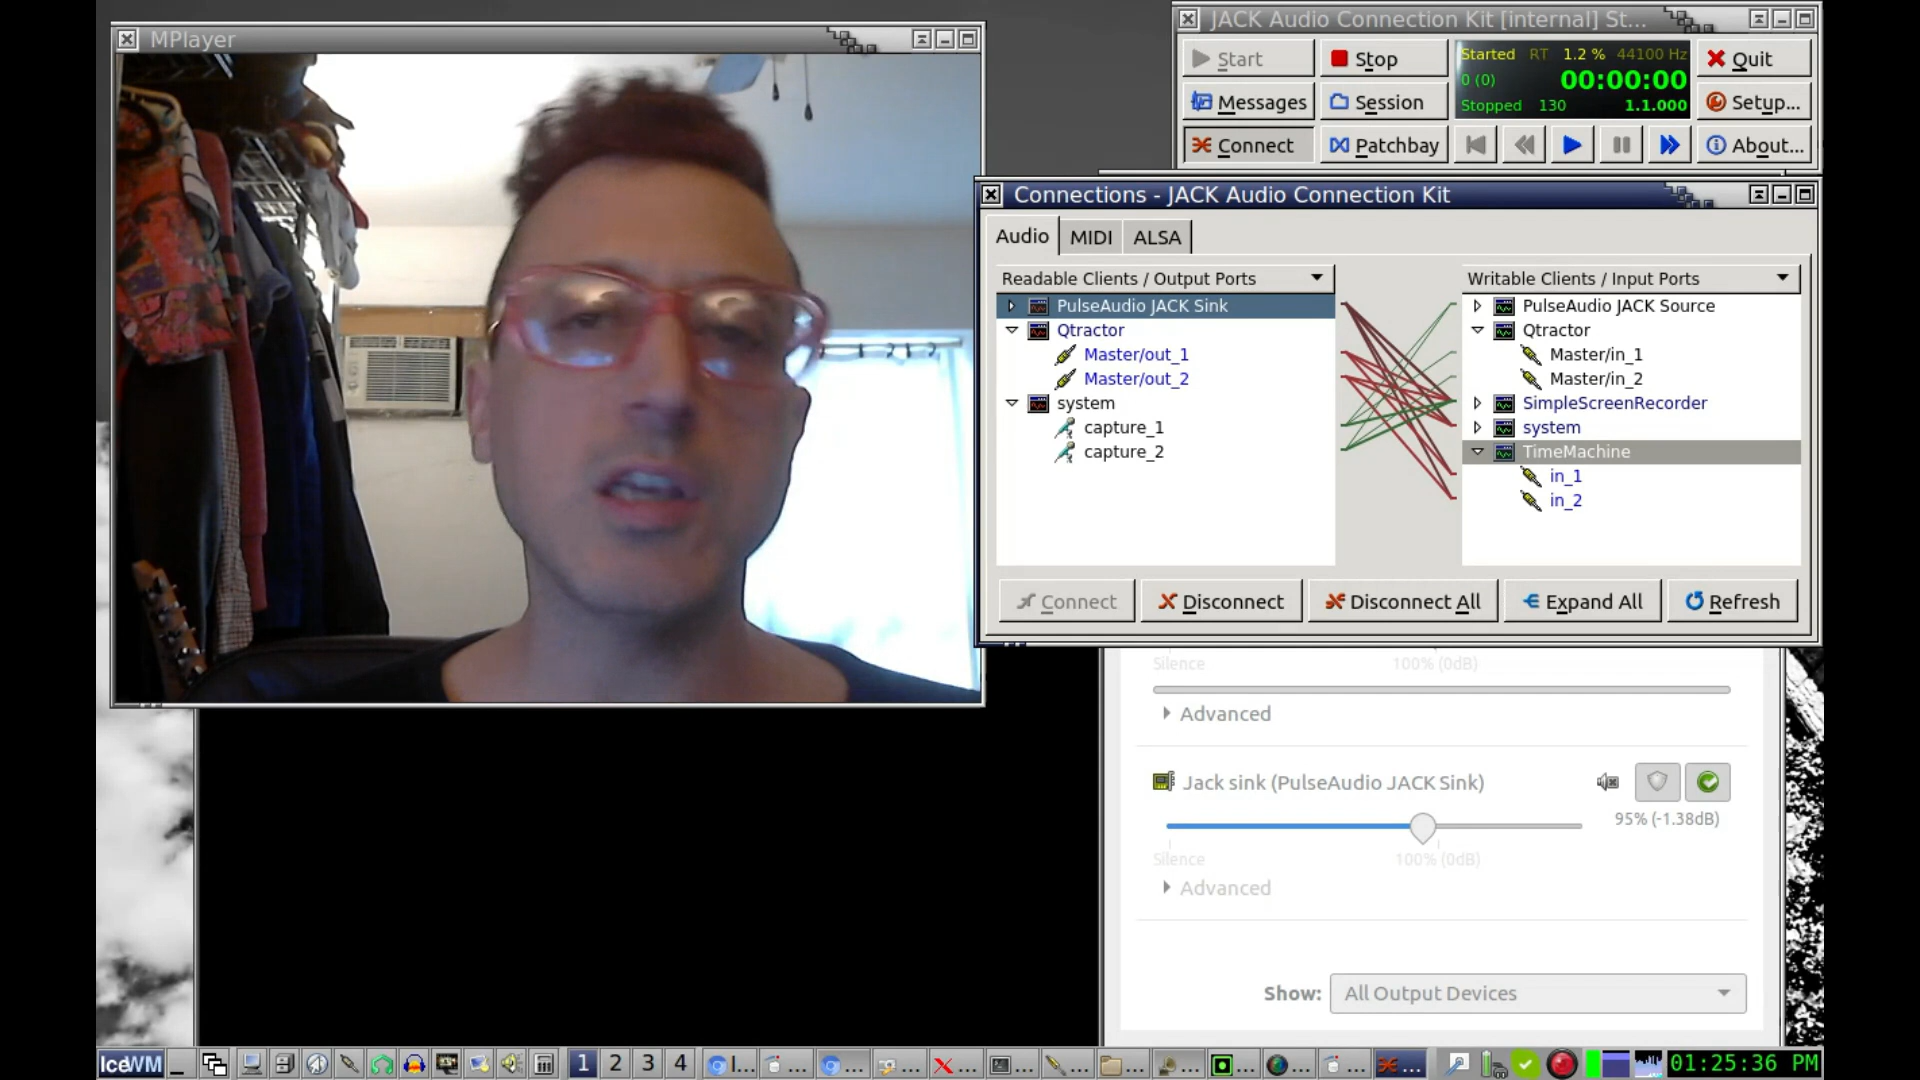 MPlayer
JACK Audio Connection Kit [internal] St...
Start
Stop
Started RT 1.2 % 44100 Hz
0 (0) 00:00:00
Stopped 130 1.1.000
Quit
Messages
Session
Setup...
Connect
Patchbay
About...
Connections - JACK Audio Connection Kit
Audio
MIDI
ALSA
Readable Clients / Output Ports
Writable Clients / Input Ports
PulseAudio JACK Sink
Qtractor
Master/out_1
Master/out_2
system
capture_1
capture_2
PulseAudio JACK Source
Qtractor
Master/in_1
Master/in_2
SimpleScreenRecorder
system
TimeMachine
in_1
in_2
Connect
Disconnect
Disconnect All
Expand All
Refresh
Silence 100% (0dB)
Advanced
Jack sink (PulseAudio JACK Sink)
95% (-1.38dB)
Silence 100% (0dB)
Advanced
Show: All Output Devices
IceWM 1 2 3 4 I... ... ... ... ... ... ... ... ... ... ... ... ... 01:25:36 PM